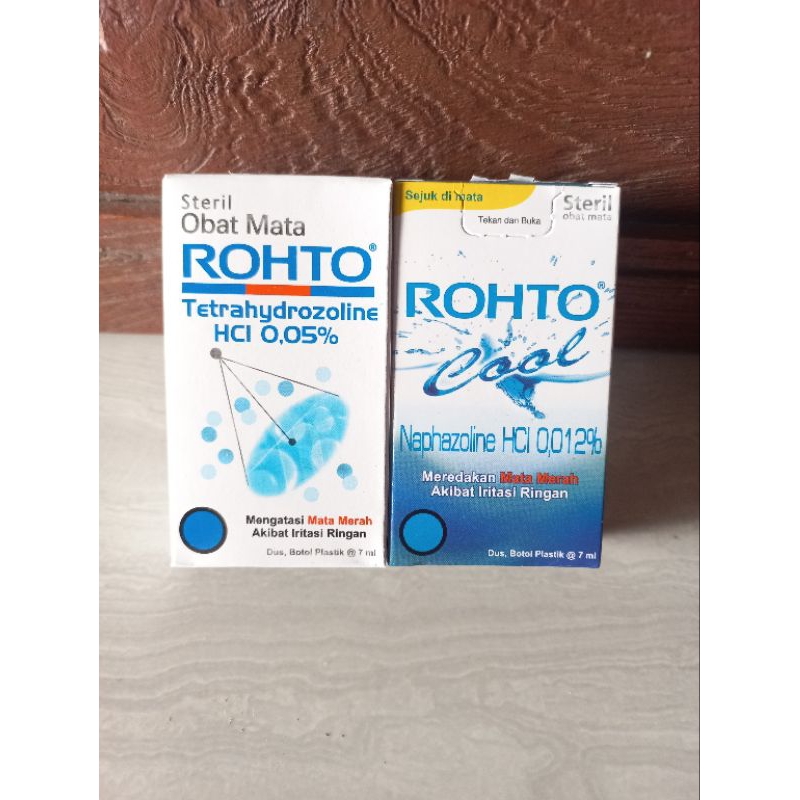 Steril
Obat Mata
ROHTO®
Tetrahydrozoline
HCl 0,05%
Mengatasi Mata Merah
Akibat Iritasi Ringan
Dus, Botol Plastik @ 7 ml
Sejuk di mata
Tekan dan Buka
Steril
obat mata
ROHTO®
Cool
Naphazoline HCl 0,012%
Meredakan Mata Merah
Akibat Iritasi Ringan
Dus, Botol Plastik @ 7 ml